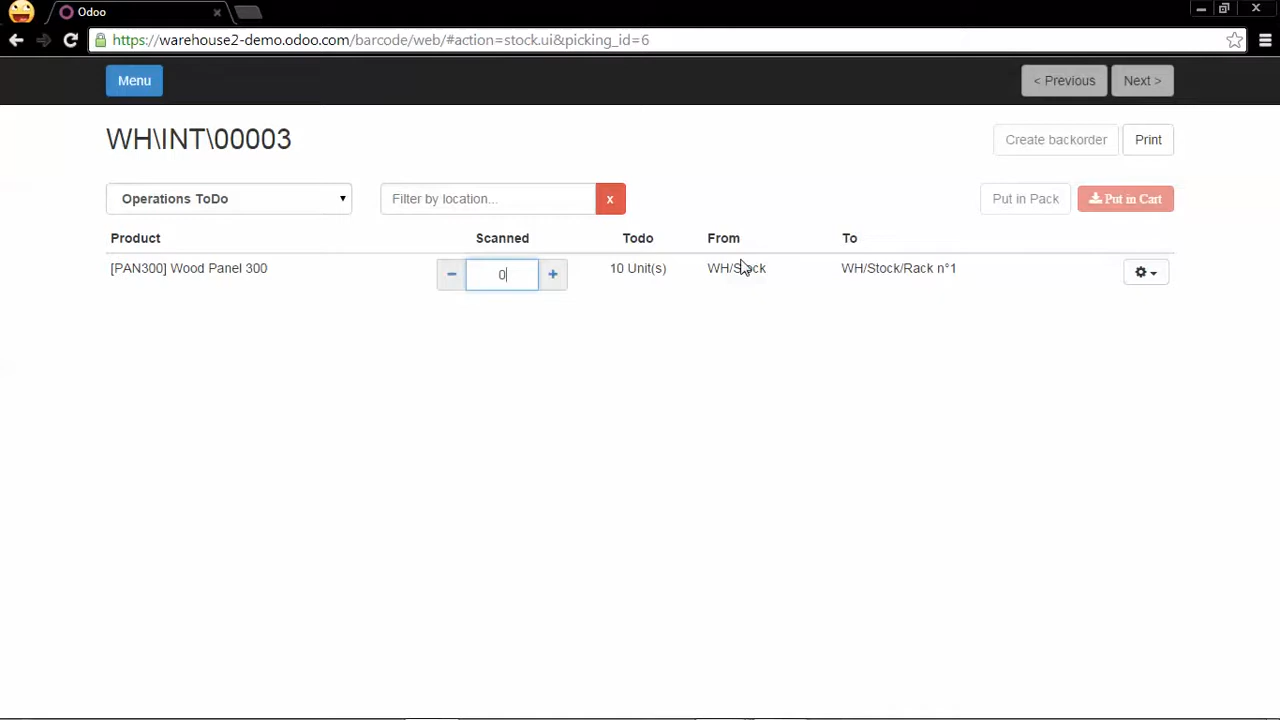 Odoo
https://warehouse2-demo.odoo.com/barcode/web/#action=stock.ui&picking_id=6
Menu
< Previous
Next >
WH\INT\00003
Create backorder
Print
Operations ToDo
Filter by location...
x
Put in Pack
Put in Cart
Product
Scanned
Todo
From
To
[PAN300] Wood Panel 300
0
10 Unit(s)
WH/Stock
WH/Stock/Rack n°1